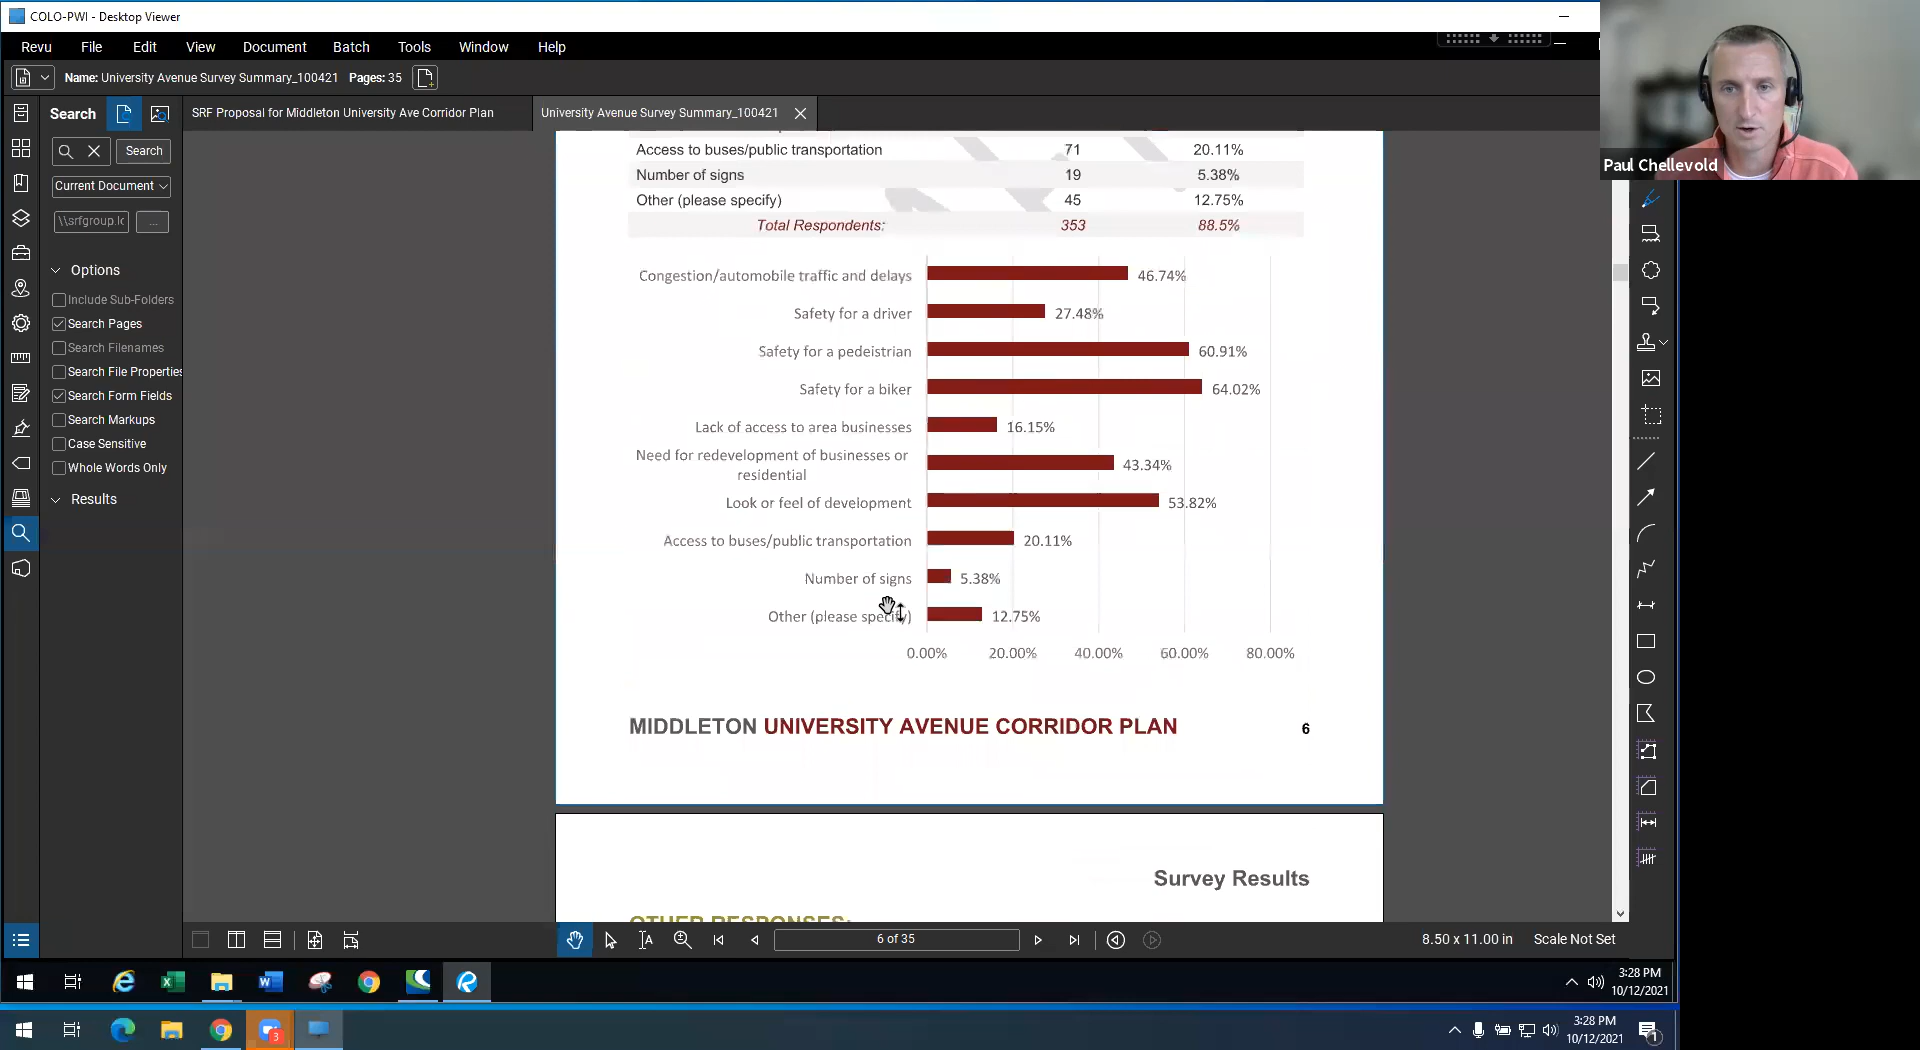 COLO-PWI - Desktop Viewer
Revu File Edit View Document Batch Tools Window Help
Name: University Avenue Survey Summary_100421 Pages: 35
Search
SRF Proposal for Middleton University Ave Corridor Plan
University Avenue Survey Summary_100421
Search
Current Document
\\srfgroup.lc
...
Options
Include Sub-Folders
Search Pages
Search Filenames
Search File Properties
Search Form Fields
Search Markups
Case Sensitive
Whole Words Only
Results
Access to buses/public transportation 71 20.11%
Number of signs 19 5.38%
Other (please specify) 45 12.75%
Total Respondents: 353 88.5%
Congestion/automobile traffic and delays 46.74%
Safety for a driver 27.48%
Safety for a pedeistrian 60.91%
Safety for a biker 64.02%
Lack of access to area businesses 16.15%
Need for redevelopment of businesses or
residential 43.34%
Look or feel of development 53.82%
Access to buses/public transportation 20.11%
Number of signs 5.38%
Other (please specify) 12.75%
0.00% 20.00% 40.00% 60.00% 80.00%
MIDDLETON UNIVERSITY AVENUE CORRIDOR PLAN 6
Survey Results
OTHER RESPONSES:
6 of 35
8.50 x 11.00 in Scale Not Set
3:28 PM
10/12/2021
3:28 PM
10/12/2021
Paul Chellevold